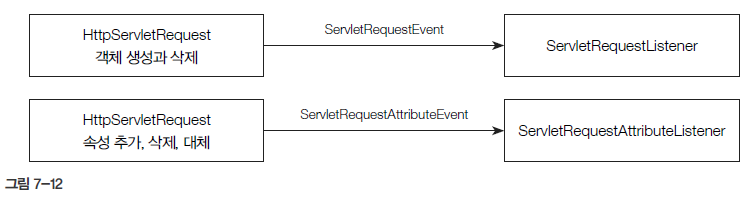 HttpServletRequest
객체 생성과 삭제
ServletRequestEvent
ServletRequestListener
HttpServletRequest
속성 추가, 삭제, 대체
ServletRequestAttributeEvent
ServletRequestAttributeListener
그림 7-12